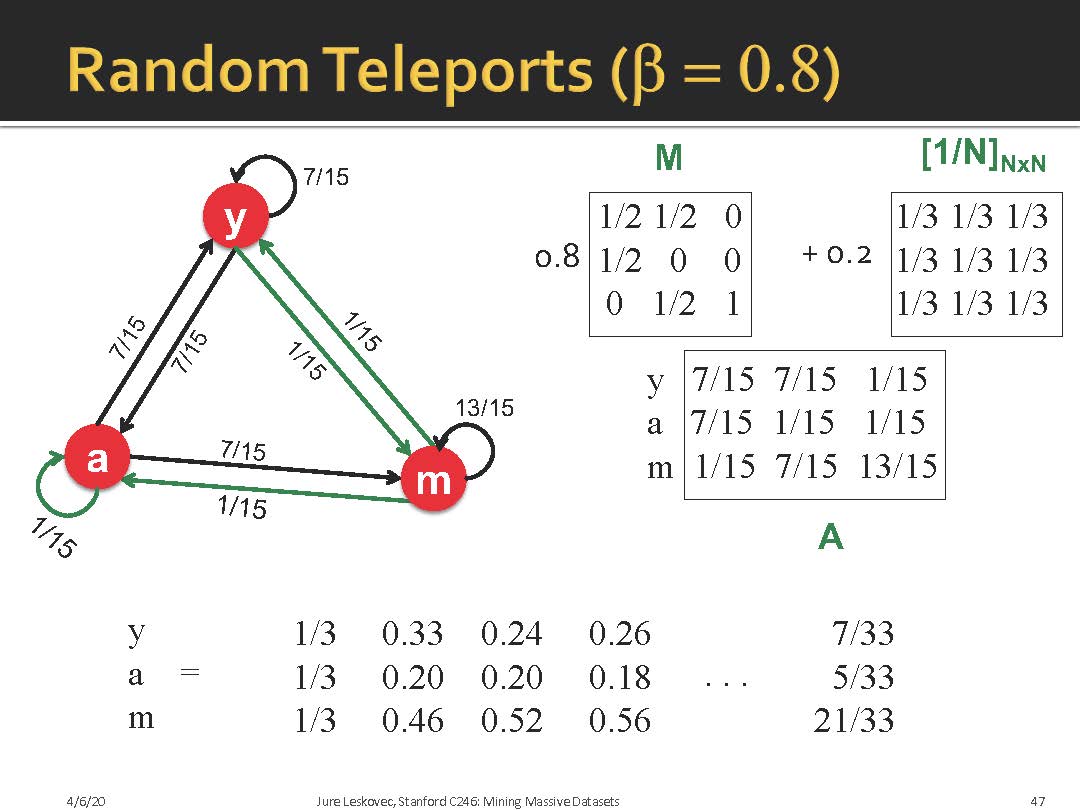 Random Teleports (β = 0.8)
M
[1/N]NxN
7/15
y
1/2 1/2 0
0.8 1/2 0 0
0 1/2 1
1/3 1/3 1/3
+ 0.2 1/3 1/3 1/3
1/3 1/3 1/3
7/15
7/15
1/15
1/15
13/15
y 7/15 7/15 1/15
a 7/15 1/15 1/15
m 1/15 7/15 13/15
A
a
7/15
m
1/15
1/15
y 1/3 0.33 0.24 0.26 7/33
a = 1/3 0.20 0.20 0.18 . . . 5/33
m 1/3 0.46 0.52 0.56 21/33
4/6/20
Jure Leskovec, Stanford C246: Mining Massive Datasets
47